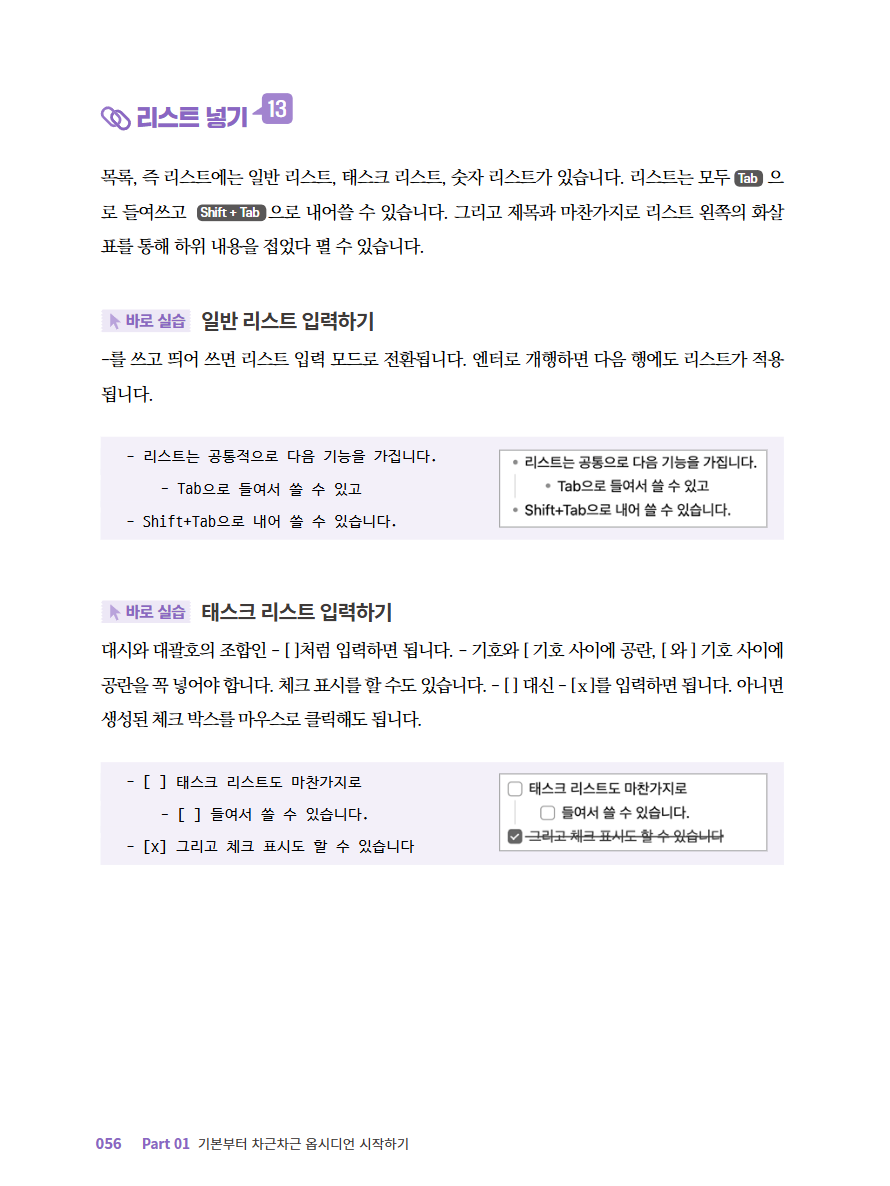 리스트 넣기 13
목록, 즉 리스트에는 일반 리스트, 태스크 리스트, 숫자 리스트가 있습니다. 리스트는 모두 Tab 으
로 들여쓰고 Shift + Tab 으로 내어쓸 수 있습니다. 그리고 제목과 마찬가지로 리스트 왼쪽의 화살
표를 통해 하위 내용을 접었다 펼 수 있습니다.
바로 실습 일반 리스트 입력하기
-를 쓰고 띄어 쓰면 리스트 입력 모드로 전환됩니다. 엔터로 개행하면 다음 행에도 리스트가 적용
됩니다.
- 리스트는 공통적으로 다음 기능을 가집니다.
- Tab으로 들여서 쓸 수 있고
- Shift+Tab으로 내어 쓸 수 있습니다.
• 리스트는 공통으로 다음 기능을 가집니다.
• Tab으로 들여서 쓸 수 있고
• Shift+Tab으로 내어 쓸 수 있습니다.
바로 실습 태스크 리스트 입력하기
대시와 대괄호의 조합인 - [ ]처럼 입력하면 됩니다. - 기호와 [ 기호 사이에 공란, [ 와 ] 기호 사이에
공란을 꼭 넣어야 합니다. 체크 표시를 할 수도 있습니다. - [ ] 대신 - [x]를 입력하면 됩니다. 아니면
생성된 체크 박스를 마우스로 클릭해도 됩니다.
- [ ] 태스크 리스트도 마찬가지로
- [ ] 들여서 쓸 수 있습니다.
- [x] 그리고 체크 표시도 할 수 있습니다
태스크 리스트도 마찬가지로
들여서 쓸 수 있습니다.
그리고 체크 표시도 할 수 있습니다
056 Part 01 기본부터 차근차근 옵시디언 시작하기